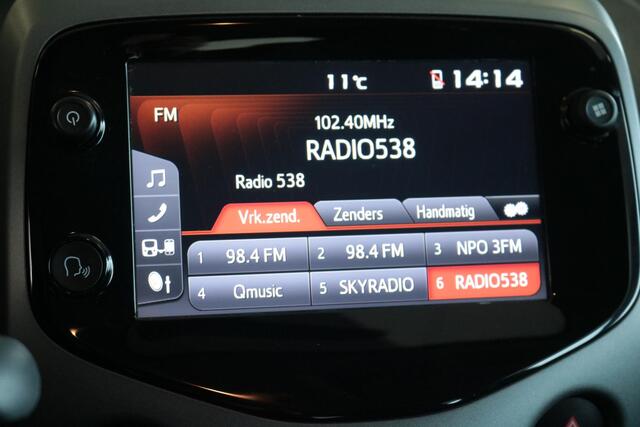 11°C 14:14
FM
102.40MHz
RADIO538
Radio 538
Vrk.zend. Zenders Handmatig
1 98.4 FM 2 98.4 FM 3 NPO 3FM
4 Qmusic 5 SKYRADIO 6 RADIO538